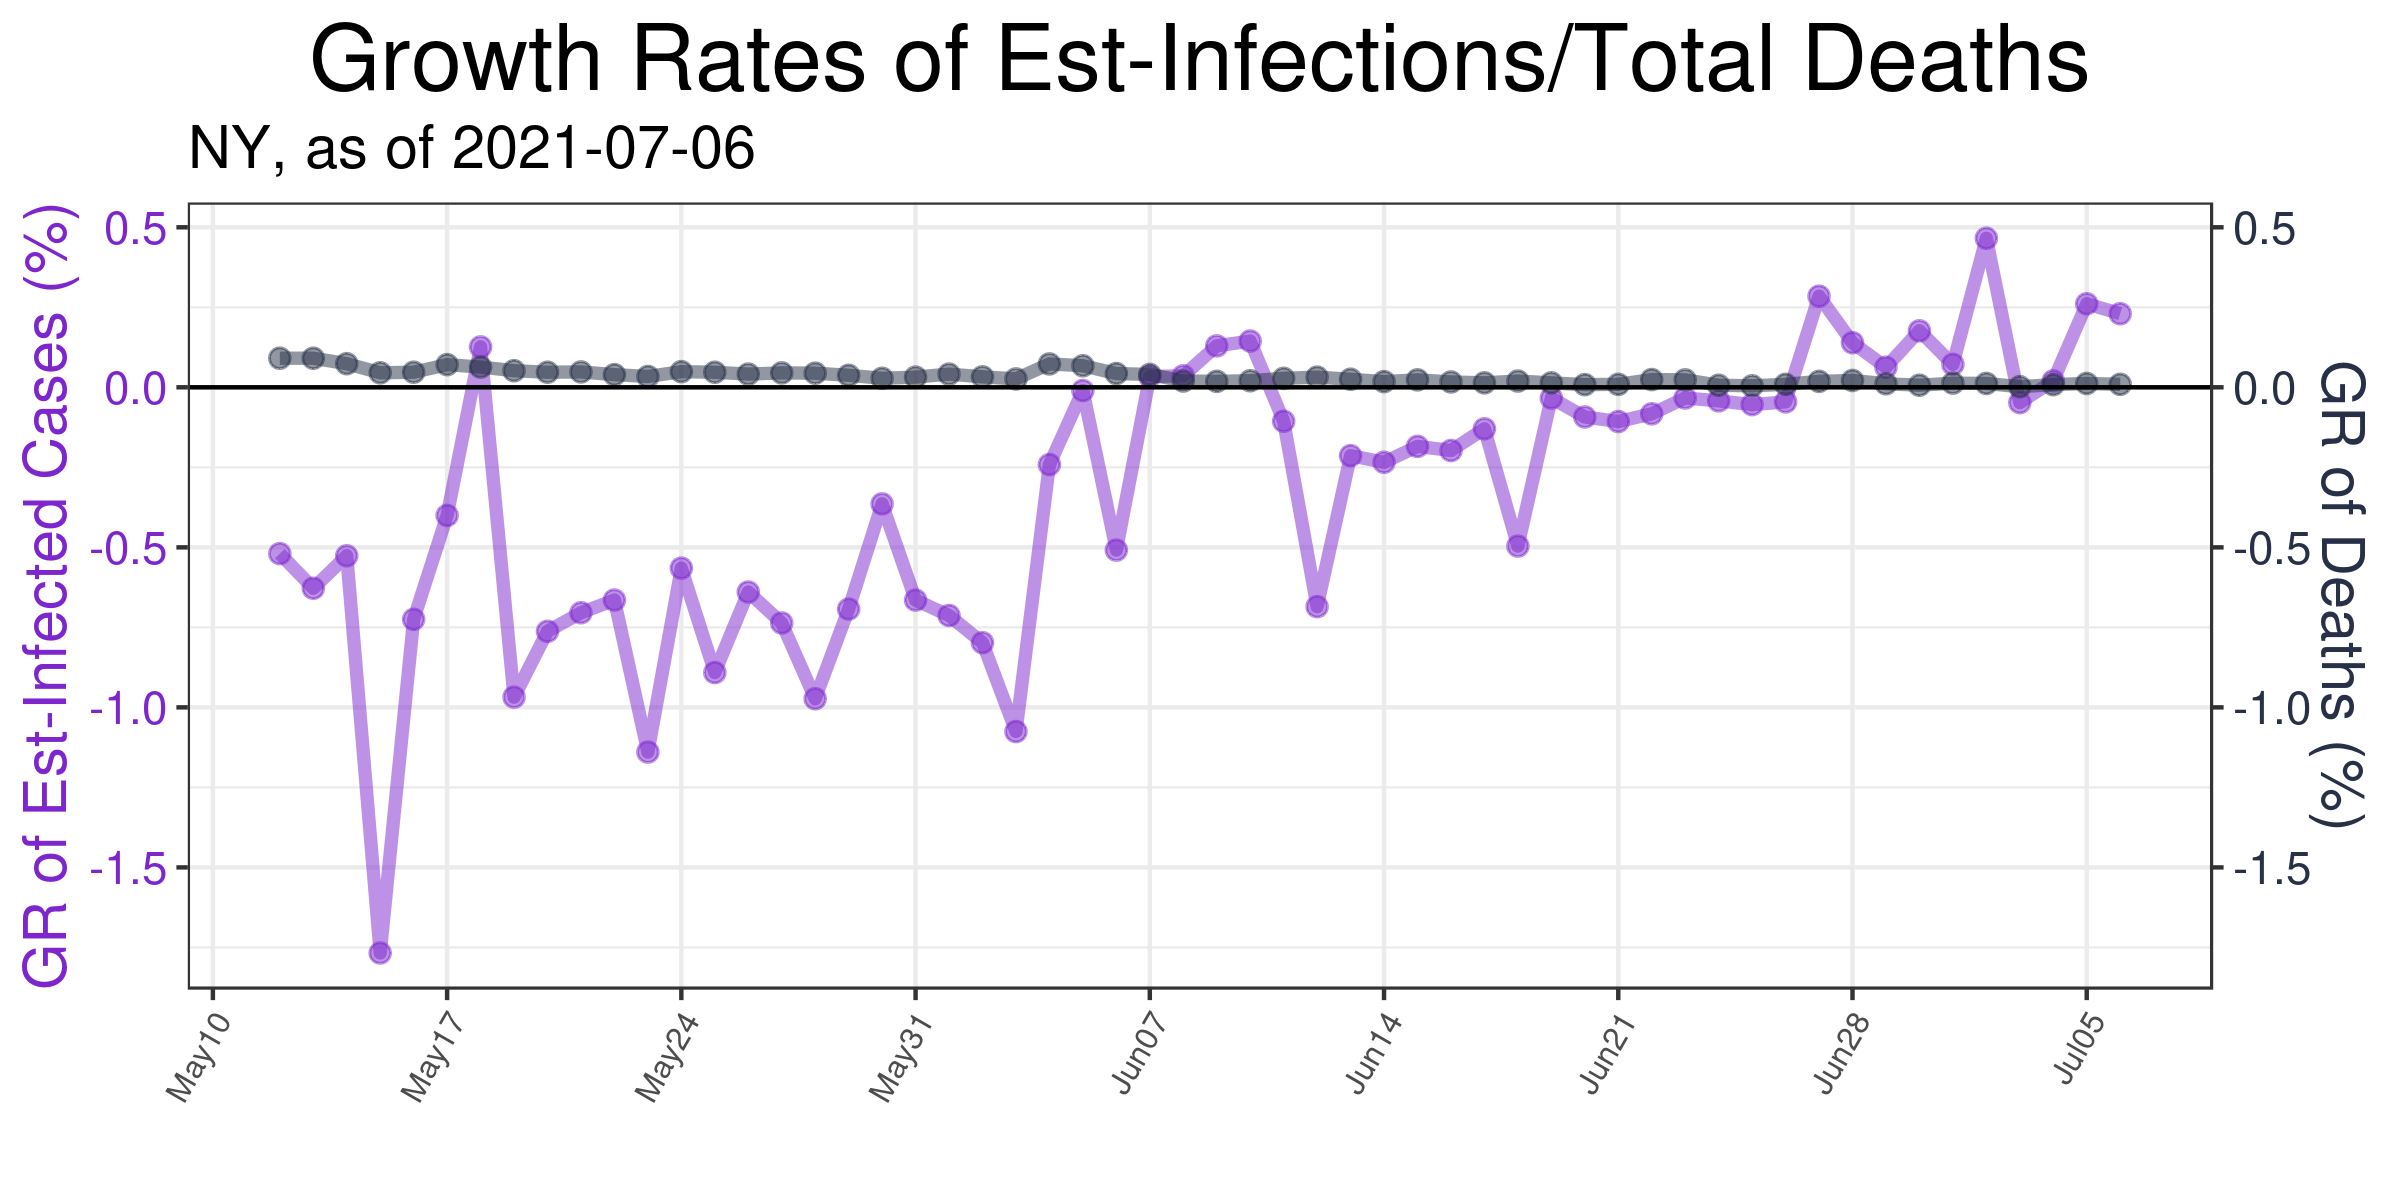 Growth Rates of Est-Infections/Total Deaths
NY, as of 2021-07-06
GR of Est-Infected Cases (%)
0.5
0.0
-0.5
-1.0
-1.5
0.5
0.0
-0.5
-1.0
-1.5
GR of Deaths (%)
May10
May17
May24
May31
Jun07
Jun14
Jun21
Jun28
Jul05